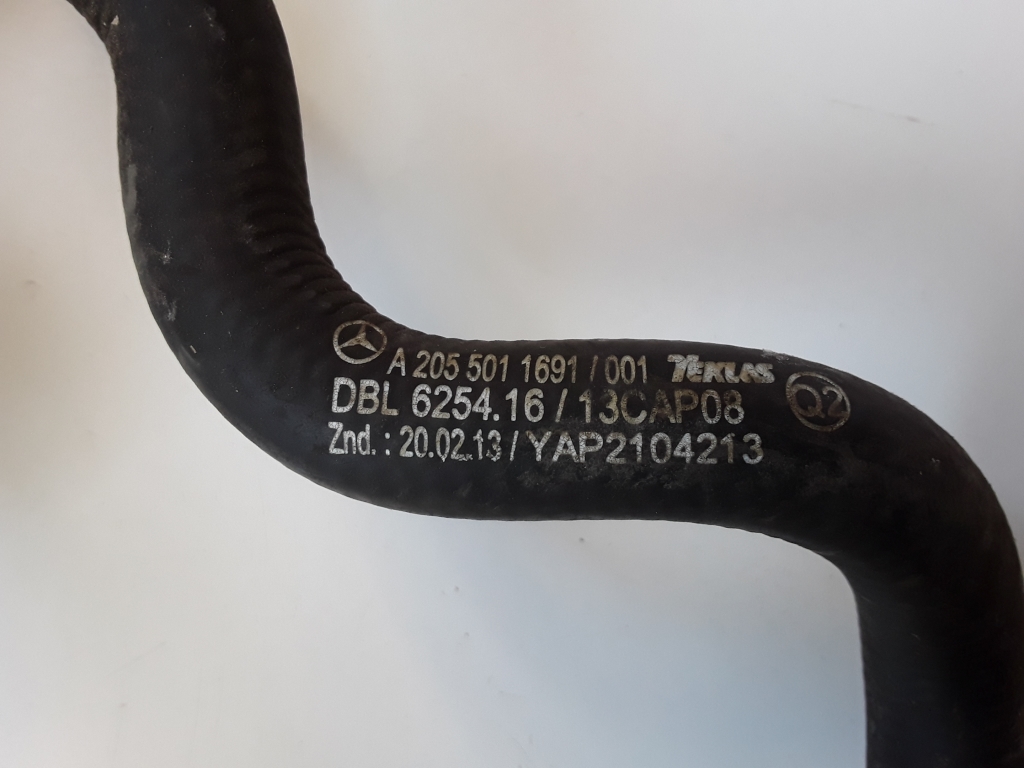 A 205 501 1691 / 001 TEKLAS Q2
DBL 6254.16 / 13CAP08
Znd. : 20.02.13 / YAP2104213